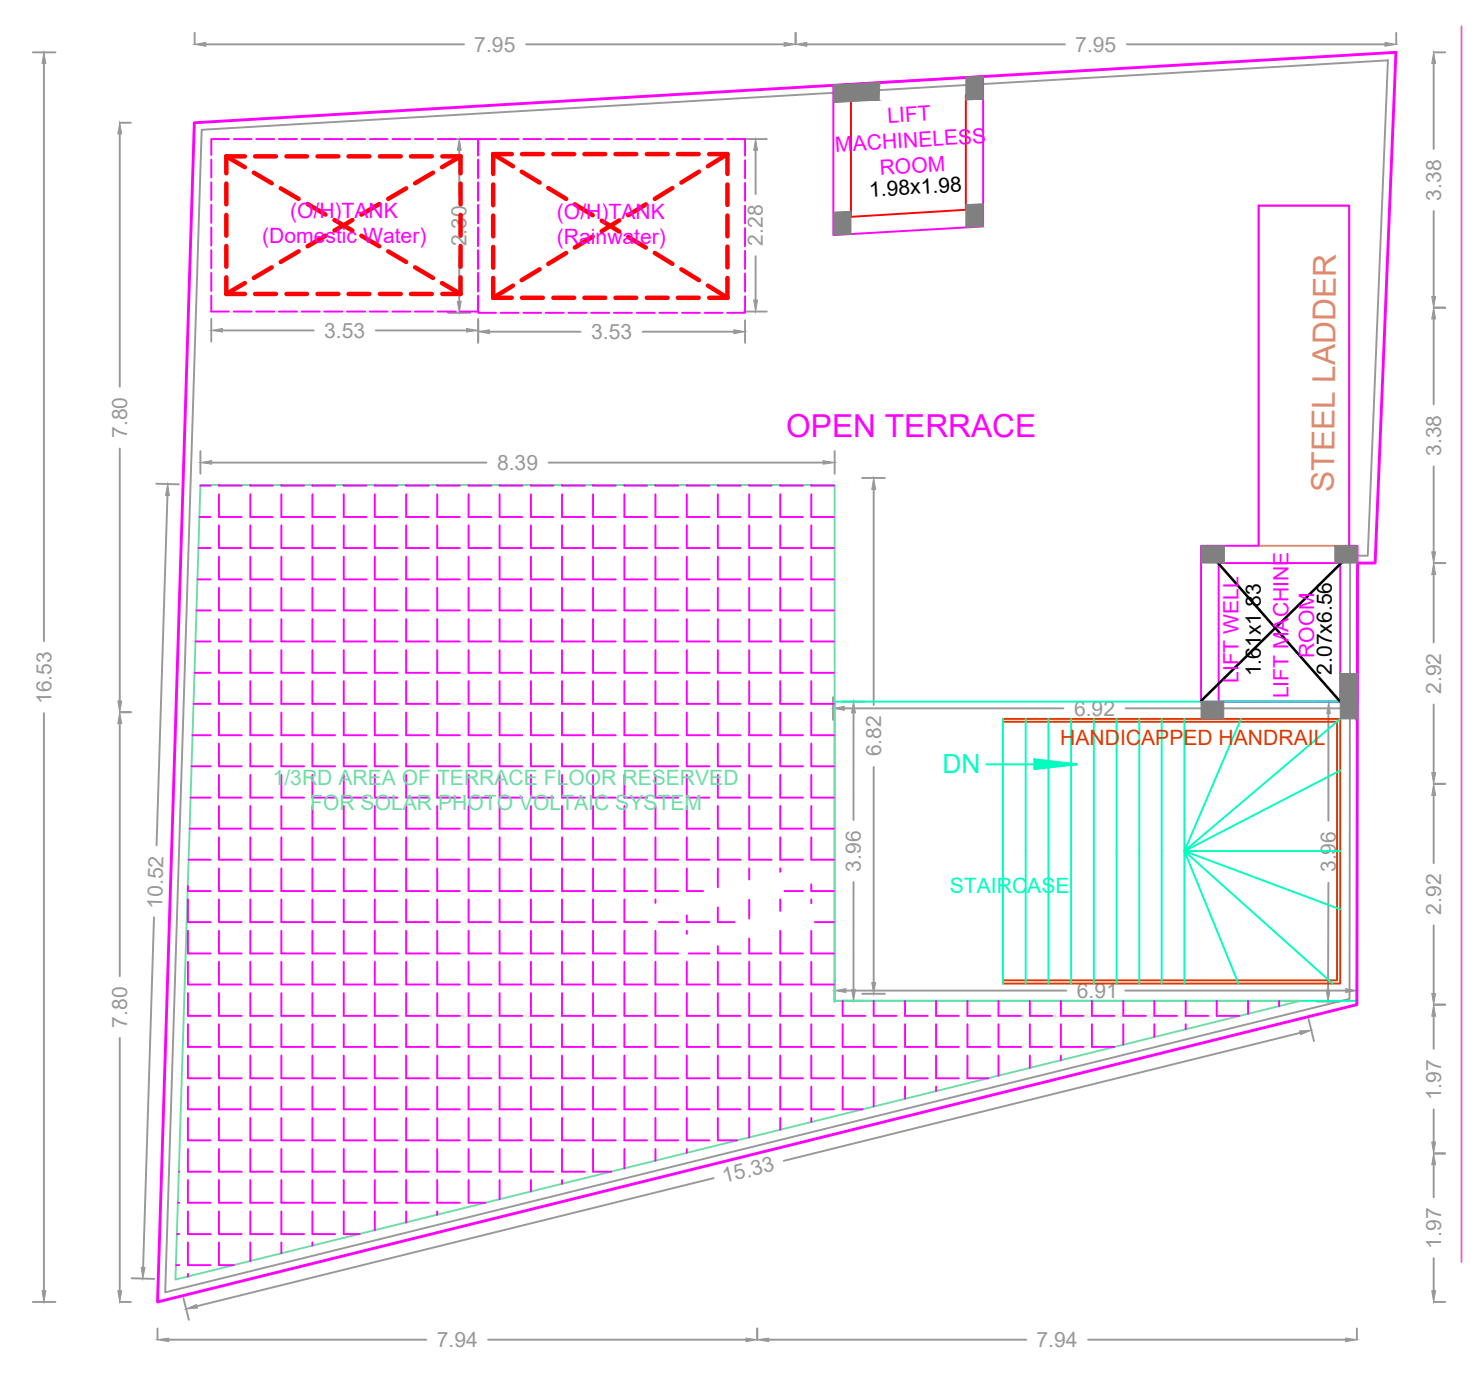 7.95
7.95
LIFT
MACHINELESS
ROOM
1.98x1.98
3.38
(O/H)TANK
(Domestic Water)
2.30
(O/H)TANK
(Rainwater)
2.28
3.53
3.53
STEEL LADDER
7.80
OPEN TERRACE
3.38
8.39
16.53
LIFT WELL
1.61x1.83
LIFT MACHINE
ROOM
2.07x6.56
2.92
6.92
6.82
HANDICAPPED HANDRAIL
DN
1/3RD AREA OF TERRACE FLOOR RESERVED
FOR SOLAR PHOTO VOLTAIC SYSTEM
10.52
3.96
3.96
STAIRCASE
2.92
7.80
6.91
1.97
15.33
1.97
7.94
7.94